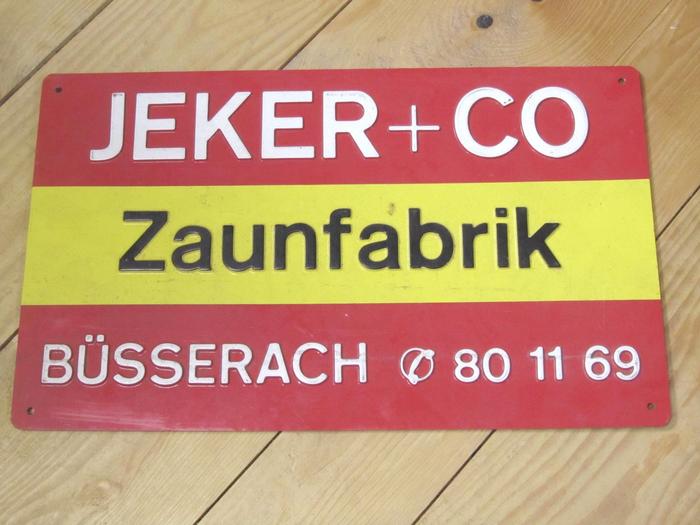 JEKER+CO
Zaunfabrik
BÜSSERACH ✆ 80 11 69